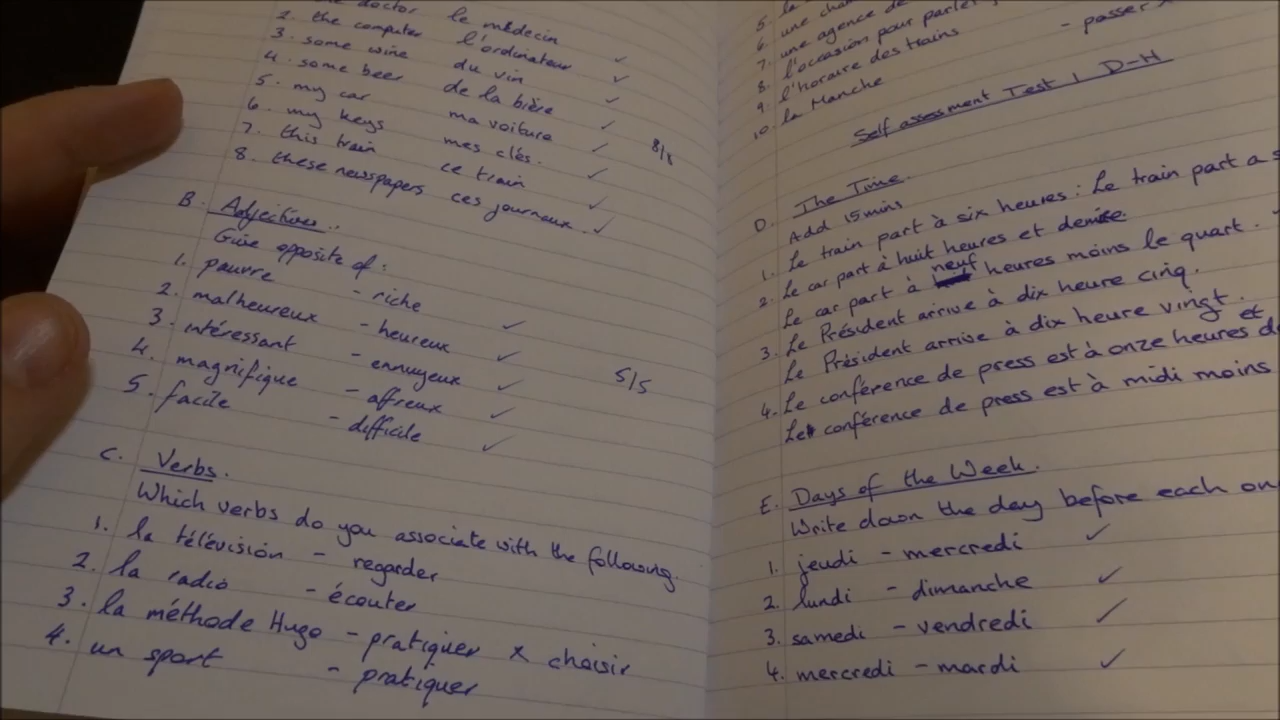 doctor le médecin
2. the computer l'ordinateur ✓
3. some wine du vin ✓
4. some beer de la bière ✓
5. my car ma voiture ✓
6. my keys mes clés. ✓ 8/8
7. this train ce train ✓
8. these newspapers ces journaux. ✓
B. Adjectives.
Give opposite of :
1. pauvre - riche ✓
2. malheureux - heureux ✓
3. intéressant - ennuyeux ✓ 5/5
4. magnifique - affreux ✓
5. facile - difficile ✓
C. Verbs.
Which verbs do you associate with the following.
1. la télévision - regarder
2. la radio - écouter
3. la méthode Hugo - pratiquer x choisir
4. un sport - pratiquer
5.
6. une
7. une agence de
8. l'occasion pour parler
9. l'horaire des trains - passer
10. la Manche
Self assessment Test 1 D-H
D. The Time.
Add 15 mins
1. Le train part à six heures : Le train part a
2. Le car part à huit heures et demie.
Le car part à neuf heures moins le quart.
3. Le Président arrive à dix heure cinq.
Le Président arrive à dix heure vingt.
4. Le conférence de press est à onze heures et
Le conférence de press est à midi moins
E. Days of the Week.
Write down the day before each
1. jeudi - mercredi ✓
2. lundi - dimanche ✓
3. samedi - vendredi ✓
4. mercredi - mardi ✓